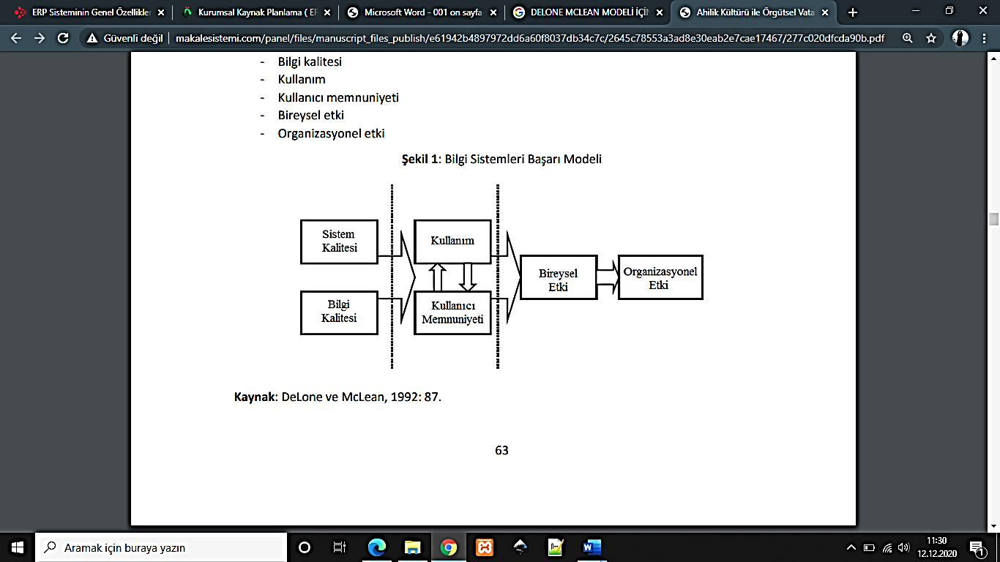 ERP Sisteminin Genel Özellikler
Kurumsal Kaynak Planlama ( ER
Microsoft Word - 001 on sayfa
DELONE MCLEAN MODELİ İÇİN
Ahilik Kültürü ile Örgütsel Vata
Güvenli değil
makalesistemi.com/panel/files/manuscript_files_publish/e61942b4897972dd6a60f8037db34c7c/2645c78553a3ad8e30eab2e7cae17467/277c020dfcda90b.pdf
- Bilgi kalitesi
- Kullanım
- Kullanıcı memnuniyeti
- Bireysel etki
- Organizasyonel etki
Şekil 1: Bilgi Sistemleri Başarı Modeli
Sistem
Kalitesi
Kullanım
Bilgi
Kalitesi
Kullanıcı
Memnuniyeti
Bireysel
Etki
Organizasyonel
Etki
Kaynak: DeLone ve McLean, 1992: 87.
63
Aramak için buraya yazın
11:30
12.12.2020
1